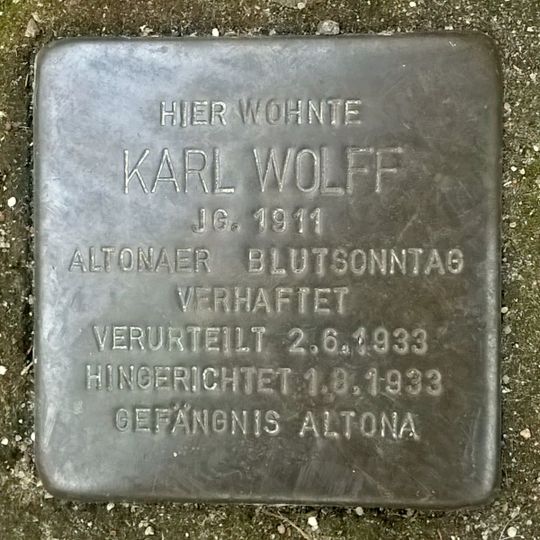 HIER WOHNTE
KARL WOLFF
JG. 1911
ALTONAER BLUTSONNTAG
VERHAFTET
VERURTEILT 2.6.1933
HINGERICHTET 1.8.1933
GEFÄNGNIS ALTONA